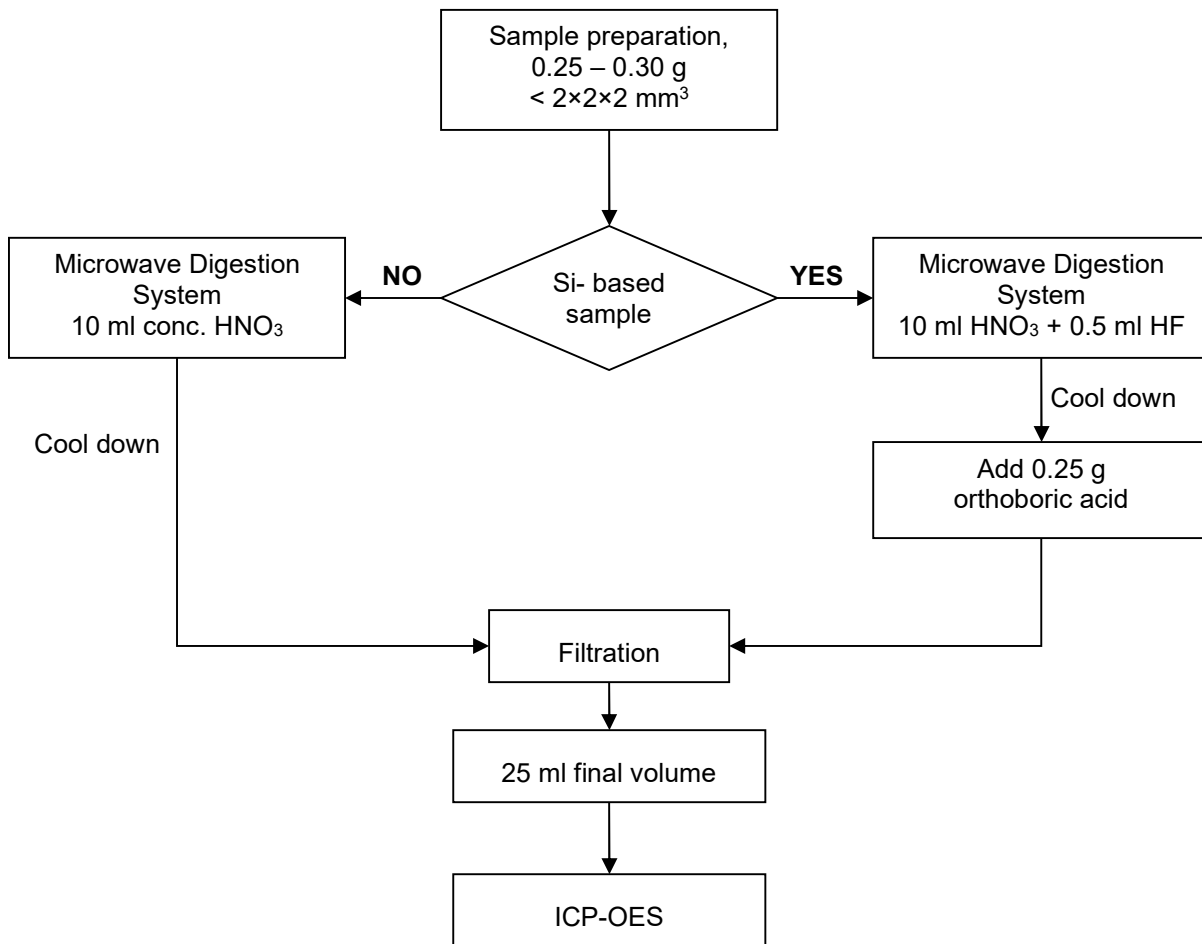 Sample preparation,
0.25 – 0.30 g
< 2×2×2 mm³
Microwave Digestion
System
10 ml conc. HNO₃
NO
Si- based
sample
YES
Microwave Digestion
System
10 ml HNO₃ + 0.5 ml HF
Cool down
Cool down
Add 0.25 g
orthoboric acid
Filtration
25 ml final volume
ICP-OES